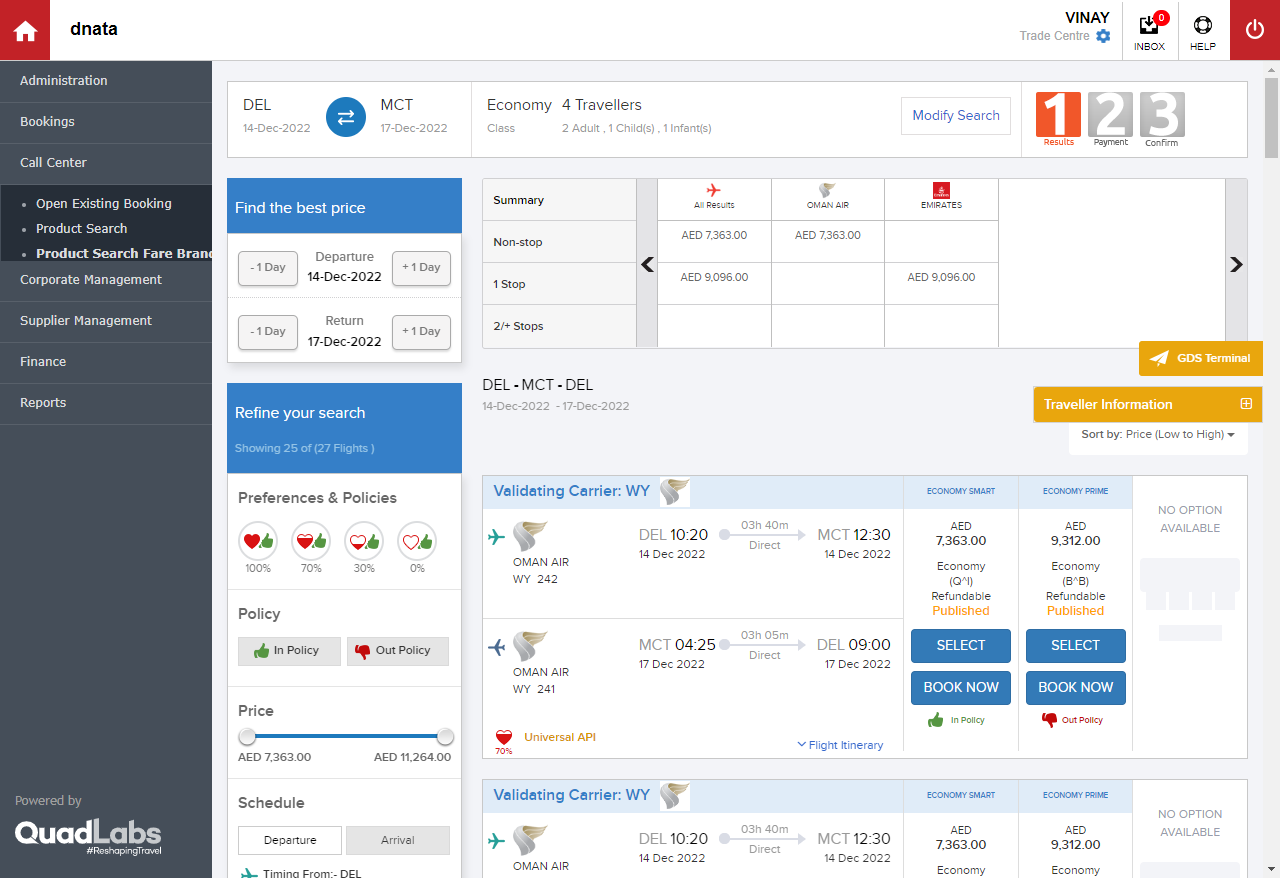 dnata
VINAY
Trade Centre
0
INBOX
HELP
Administration
Bookings
Call Center
Open Existing Booking
Product Search
Product Search Fare Brand
Corporate Management
Supplier Management
Finance
Reports
Powered by
QuadLabs
#ReshapingTravel
DEL
14-Dec-2022
MCT
17-Dec-2022
Economy
Class
4 Travellers
2 Adult , 1 Child(s) , 1 Infant(s)
Modify Search
1
Results
2
Payment
3
Confirm
Find the best price
- 1 Day
Departure
14-Dec-2022
+ 1 Day
- 1 Day
Return
17-Dec-2022
+ 1 Day
Refine your search
Showing 25 of (27 Flights )
Preferences & Policies
100%
70%
30%
0%
Policy
In Policy
Out Policy
Price
AED 7,363.00
AED 11,264.00
Schedule
Departure
Arrival
Timing From:- DEL
Summary
All Results
OMAN AIR
EMIRATES
Non-stop
AED 7,363.00
AED 7,363.00
1 Stop
AED 9,096.00
AED 9,096.00
2/+ Stops
GDS Terminal
DEL - MCT - DEL
14-Dec-2022 - 17-Dec-2022
Traveller Information
Sort by: Price (Low to High)
Validating Carrier: WY
ECONOMY SMART
ECONOMY PRIME
OMAN AIR
WY 242
DEL 10:20
14 Dec 2022
03h 40m
Direct
MCT 12:30
14 Dec 2022
OMAN AIR
WY 241
MCT 04:25
17 Dec 2022
03h 05m
Direct
DEL 09:00
17 Dec 2022
70%
Universal API
Flight Itinerary
AED
7,363.00
Economy
(Q^I)
Refundable
Published
SELECT
BOOK NOW
In Policy
AED
9,312.00
Economy
(B^B)
Refundable
Published
SELECT
BOOK NOW
Out Policy
NO OPTION
AVAILABLE
Validating Carrier: WY
ECONOMY SMART
ECONOMY PRIME
OMAN AIR
DEL 10:20
14 Dec 2022
03h 40m
Direct
MCT 12:30
14 Dec 2022
AED
7,363.00
Economy
AED
9,312.00
Economy
NO OPTION
AVAILABLE